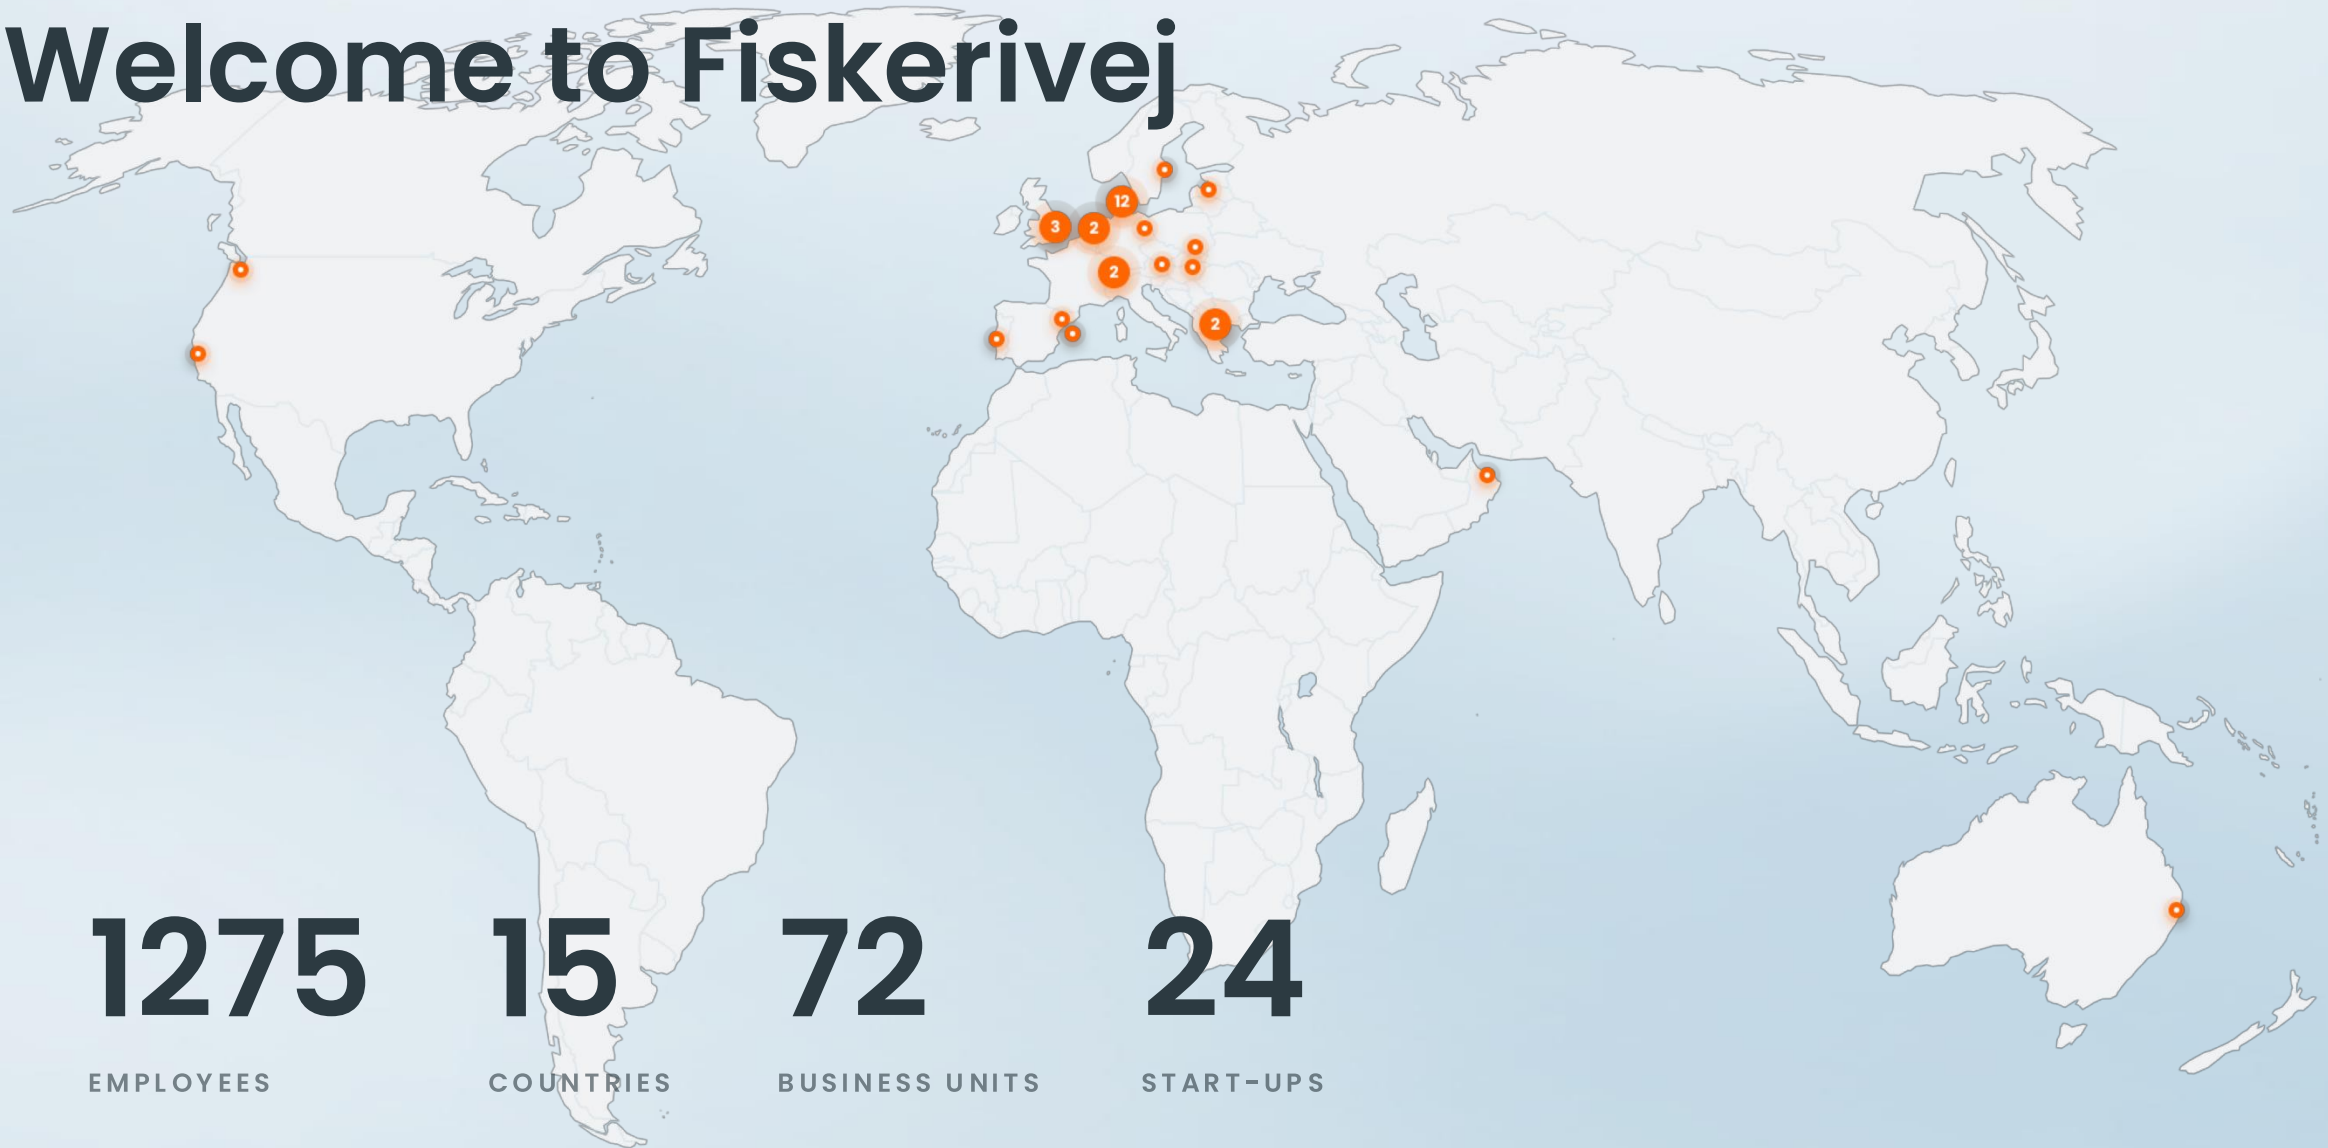 Welcome to Fiskerivej
12
3
2
2
2
1275
15
72
24
EMPLOYEES
COUNTRIES
BUSINESS UNITS
START-UPS